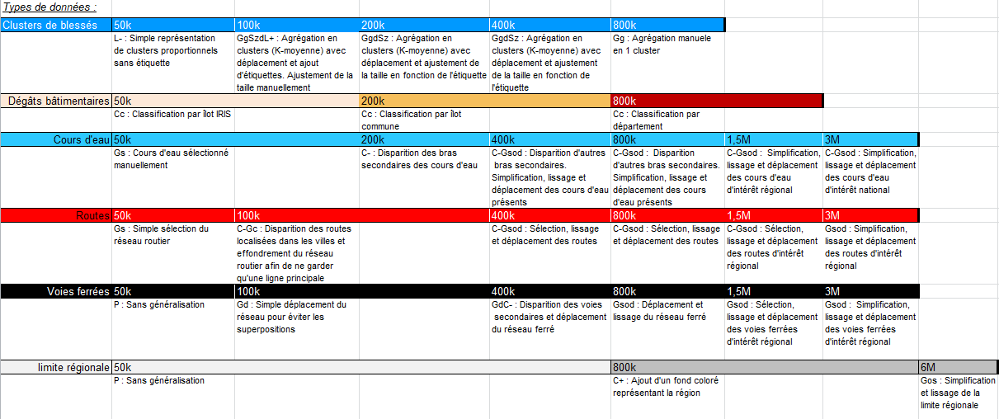 Types de données :
Clusters de blessés 50k 100k 200k 400k 800k
L- : Simple représentation
de clusters proportionnels
sans étiquette
GgSzdL+ : Agrégation en
clusters (K-moyenne) avec
déplacement et ajout
d'étiquettes. Ajustement de la
taille manuellement
GgdSz : Agrégation en
clusters (K-moyenne) avec
déplacement et ajustement de
la taille en fonction de l'étiquette
GgdSz : Agrégation en
clusters (K-moyenne) avec
déplacement et ajustement
de la taille en fonction de
l'étiquette
Gg : Agrégation manuele
en 1 cluster
Dégâts bâtimentaires 50k 200k 800k
Cc : Classification par îlot IRIS
Cc : Classification par îlot
commune
Cc : Classification par
département
Cours d'eau 50k 200k 400k 800k 1,5M 3M
Gs : Cours d'eau sélectionné
manuellement
C- : Disparition des bras
secondaires des cours d'eau
C-Gsod : Disparition d'autres
bras secondaires.
Simplification, lissage et
déplacement des cours d'eau
présents
C-Gsod : Disparition
d'autres bras secondaires.
Simplification, lissage et
déplacement des cours
d'eau présents
C-Gsod : Simplification,
lissage et déplacement
des cours d'eau
d'intérêt régional
C-Gsod : Simplification,
lissage et déplacement
des cours d'eau
d'intérêt national
Routes 50k 100k 400k 800k 1,5M 3M
Gs : Simple sélection du
réseau routier
C-Gc : Disparition des routes
localisées dans les villes et
effondrement du réseau
routier afin de ne garder
qu'une ligne principale
C-Gsod : Sélection, lissage
et déplacement des routes
C-Gsod : Sélection, lissage
et déplacement des routes
C-Gsod : Sélection,
lissage et déplacement
des routes d'intérêt
régional
Gsod : Simplification,
lissage et déplacement
des routes d'intérêt
régional
Voies ferrées 50k 100k 400k 800k 1,5M 3M
P : Sans généralisation
Gd : Simple déplacement du
réseau pour éviter les
superpositions
GdC- : Disparition des voies
secondaires et déplacement
du réseau ferré
Gsod : Déplacement et
lissage du réseau ferré
Gsod : Sélection,
lissage et déplacement
des voies ferrées
d'intérêt régional
Gsod : Simplification,
lissage et déplacement
des voies ferrées
d'intérêt régional
limite régionale 50k 800k 6M
P : Sans généralisation
C+ : Ajout d'un fond coloré
représentant la région
Gos : Simplification
et lissage de la
limite régionale